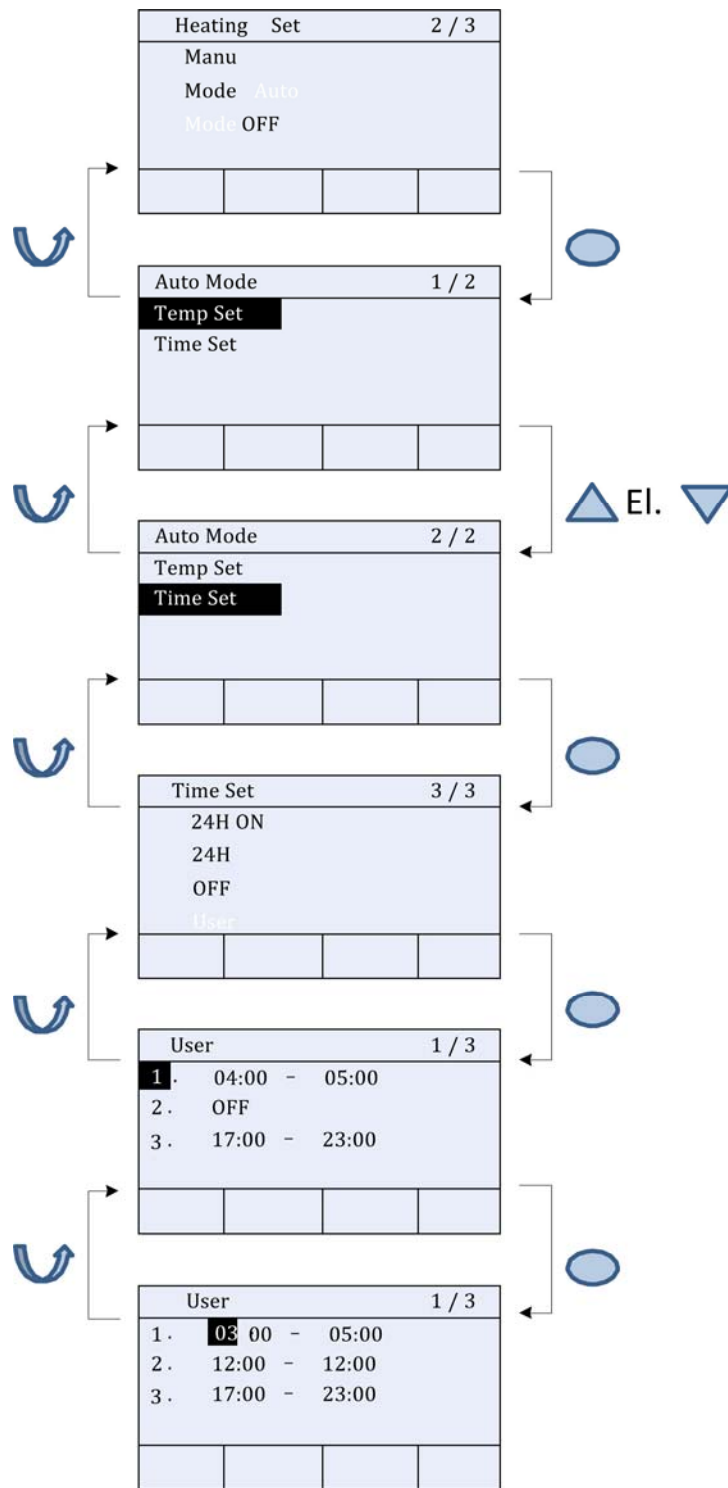 Heating Set 2 / 3
Manu
Mode Auto
Mode OFF
Auto Mode 1 / 2
Temp Set
Time Set
El.
Auto Mode 2 / 2
Temp Set
Time Set
Time Set 3 / 3
24H ON
24H
OFF
User
User 1 / 3
1. 04:00 - 05:00
2. OFF
3. 17:00 - 23:00
User 1 / 3
1. 03:00 - 05:00
2. 12:00 - 12:00
3. 17:00 - 23:00